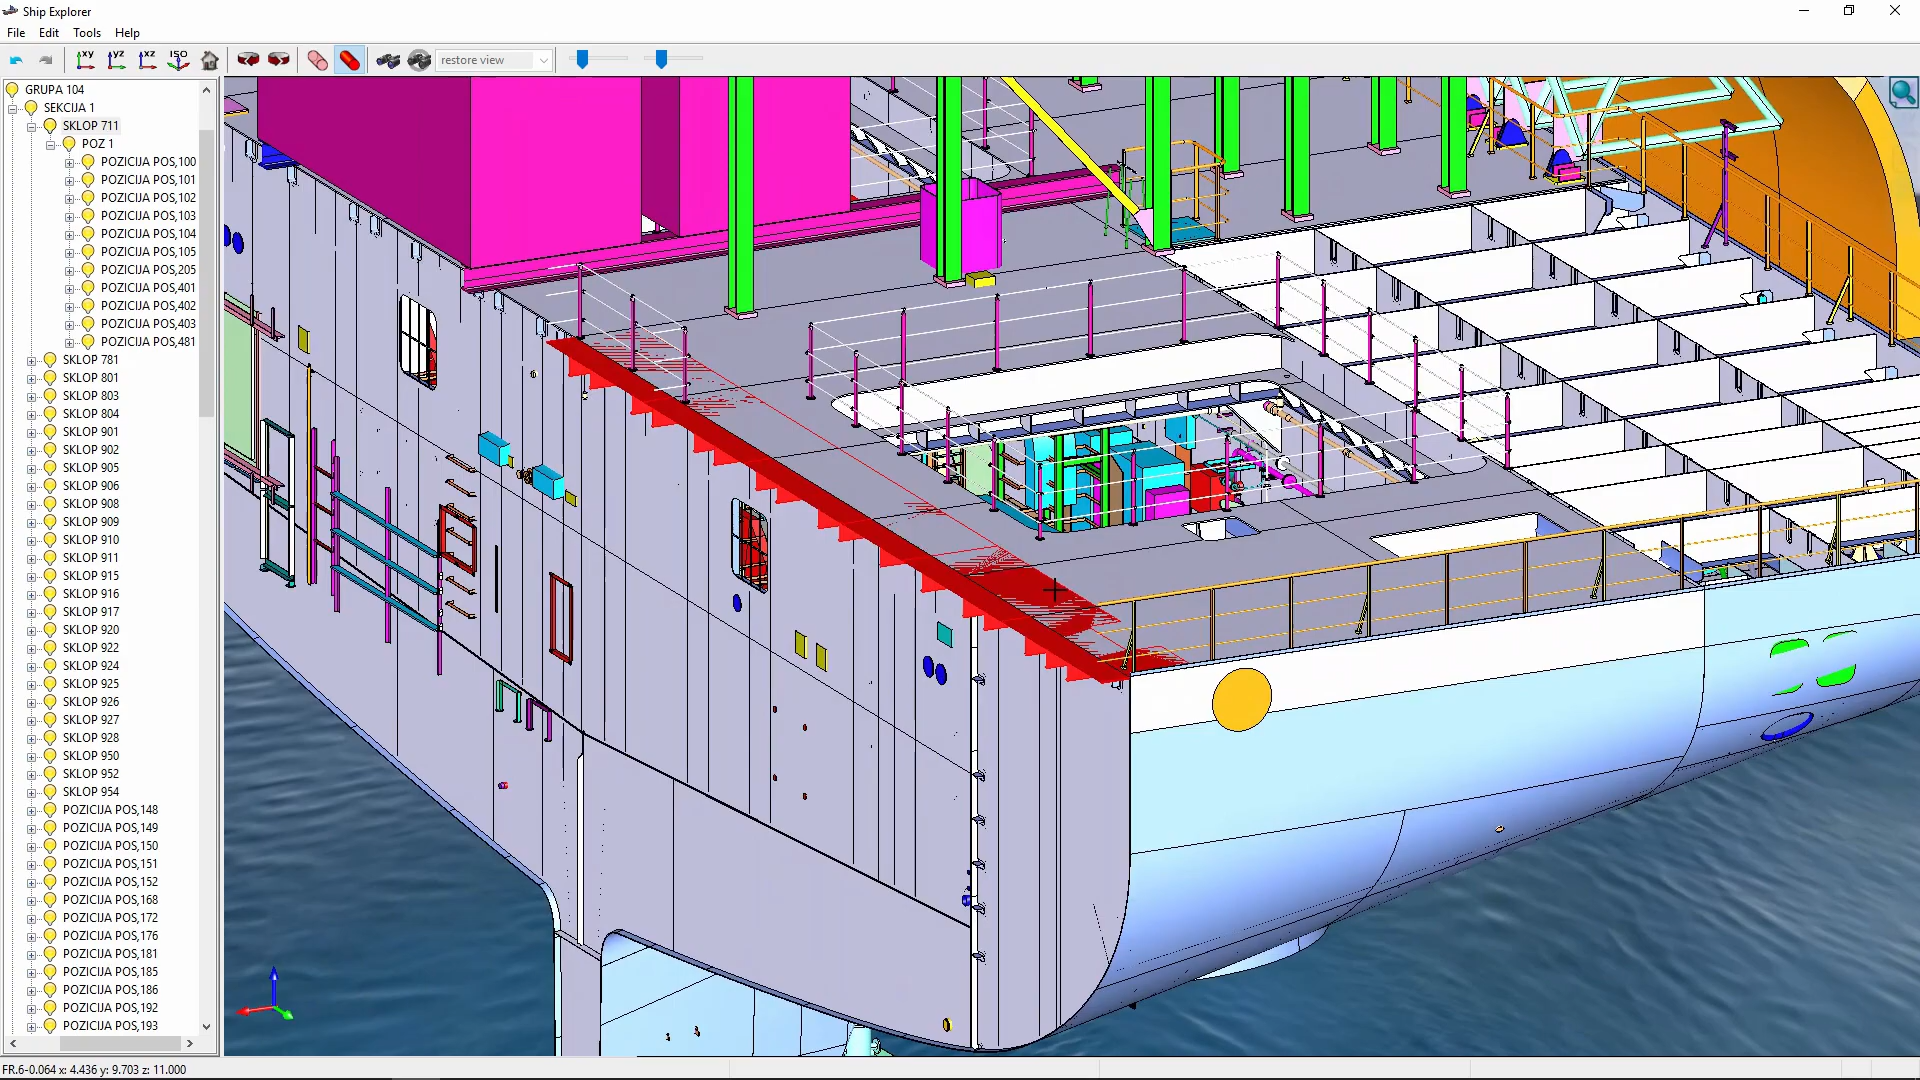 Ship Explorer
File Edit Tools Help
xy yz xz ISO restore view
GRUPA 104
SEKCIJA 1
SKLOP 711
POZ 1
POZICIJA POS,100
POZICIJA POS,101
POZICIJA POS,102
POZICIJA POS,103
POZICIJA POS,104
POZICIJA POS,105
POZICIJA POS,205
POZICIJA POS,401
POZICIJA POS,402
POZICIJA POS,403
POZICIJA POS,481
SKLOP 781
SKLOP 801
SKLOP 803
SKLOP 804
SKLOP 901
SKLOP 902
SKLOP 905
SKLOP 906
SKLOP 908
SKLOP 909
SKLOP 910
SKLOP 911
SKLOP 915
SKLOP 916
SKLOP 917
SKLOP 920
SKLOP 922
SKLOP 924
SKLOP 925
SKLOP 926
SKLOP 927
SKLOP 928
SKLOP 950
SKLOP 952
SKLOP 954
POZICIJA POS,148
POZICIJA POS,149
POZICIJA POS,150
POZICIJA POS,151
POZICIJA POS,152
POZICIJA POS,168
POZICIJA POS,172
POZICIJA POS,176
POZICIJA POS,181
POZICIJA POS,185
POZICIJA POS,186
POZICIJA POS,192
POZICIJA POS,193
FR.6-0.064 x: 4.436 y: 9.703 z: 11.000